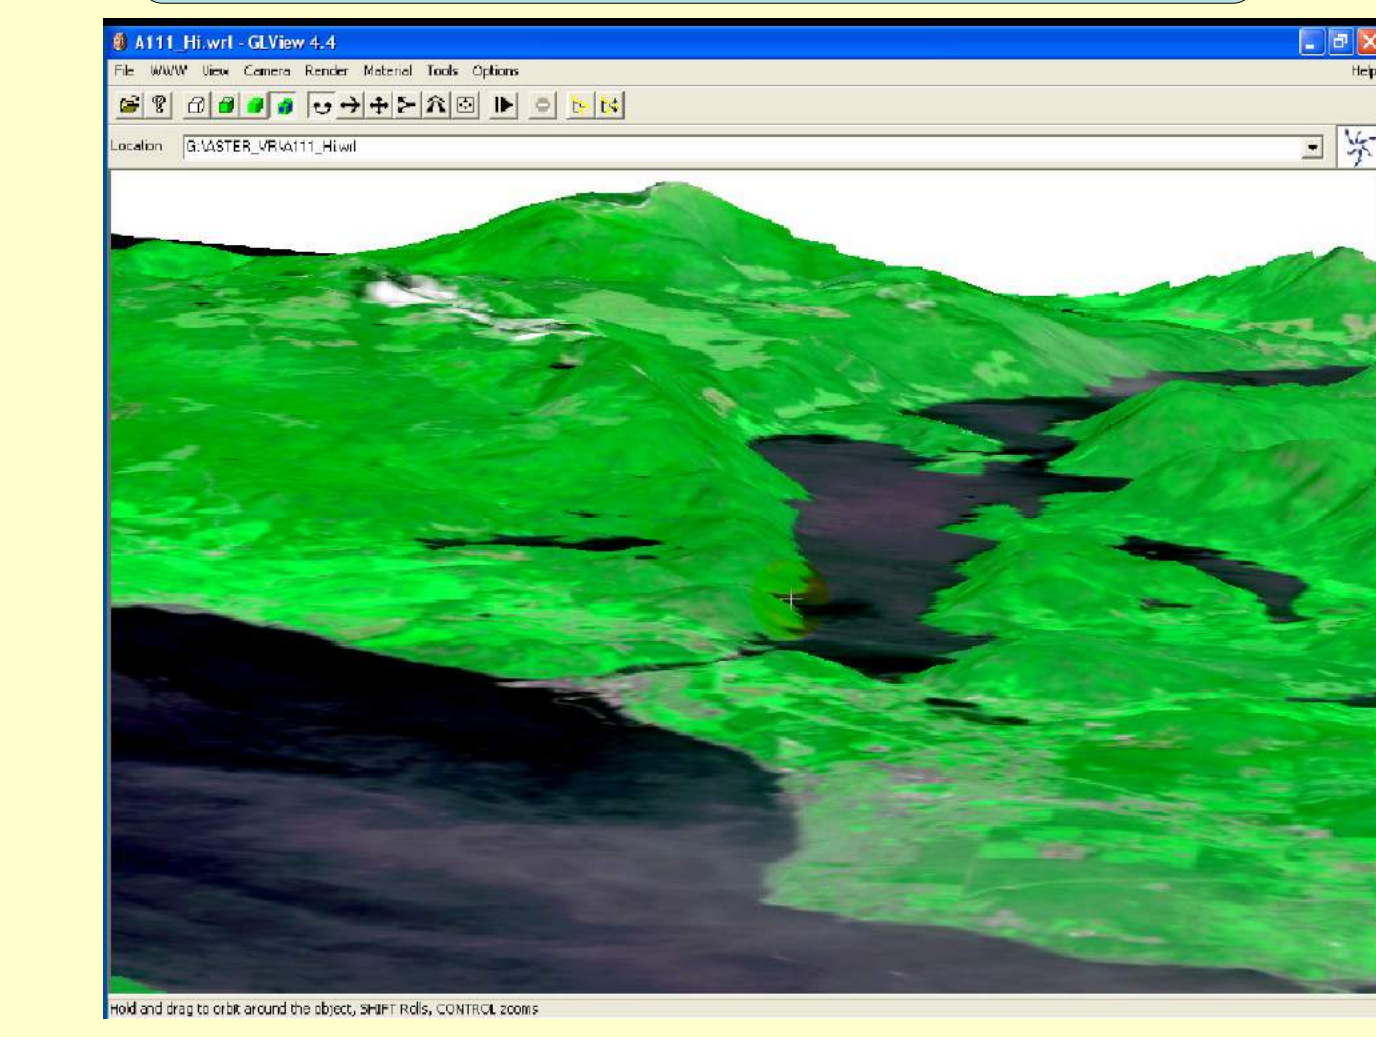 A111_Hi.wrl - GLView 4.4
File WWW View Camera Render Material Tools Options Help
Location G:\ASTER_VR\A111_Hi.wrl
Hold and drag to orbit around the object, SHIFT Rolls, CONTROL zooms